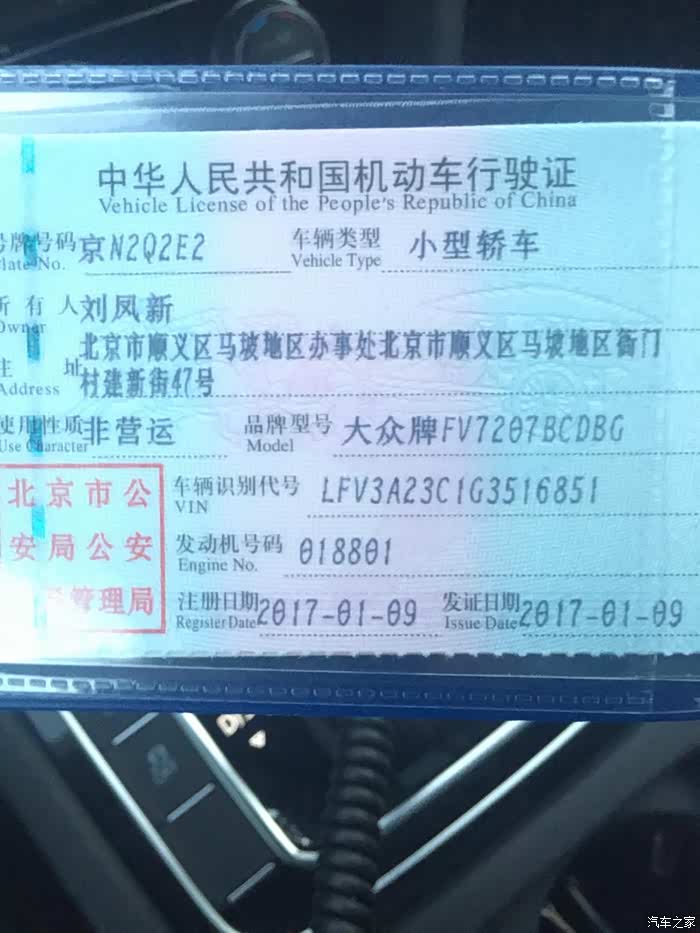 中华人民共和国机动车行驶证
Vehicle License of the People's Republic of China
号牌号码 京N2Q2E2 车辆类型 小型轿车
Plate No. Vehicle Type
所有人 刘凤新
Owner
住址 北京市顺义区马坡地区办事处北京市顺义区马坡地区衙门
Address 村建新街47号
使用性质 非营运 品牌型号 大众牌FV7207BCDBG
Use Character Model
北京市公 车辆识别代号 LFV3A23C1G3516851
VIN
安局公安 发动机号码 018801
Engine No.
管理局 注册日期 2017-01-09 发证日期 2017-01-09
Register Date Issue Date
汽车之家